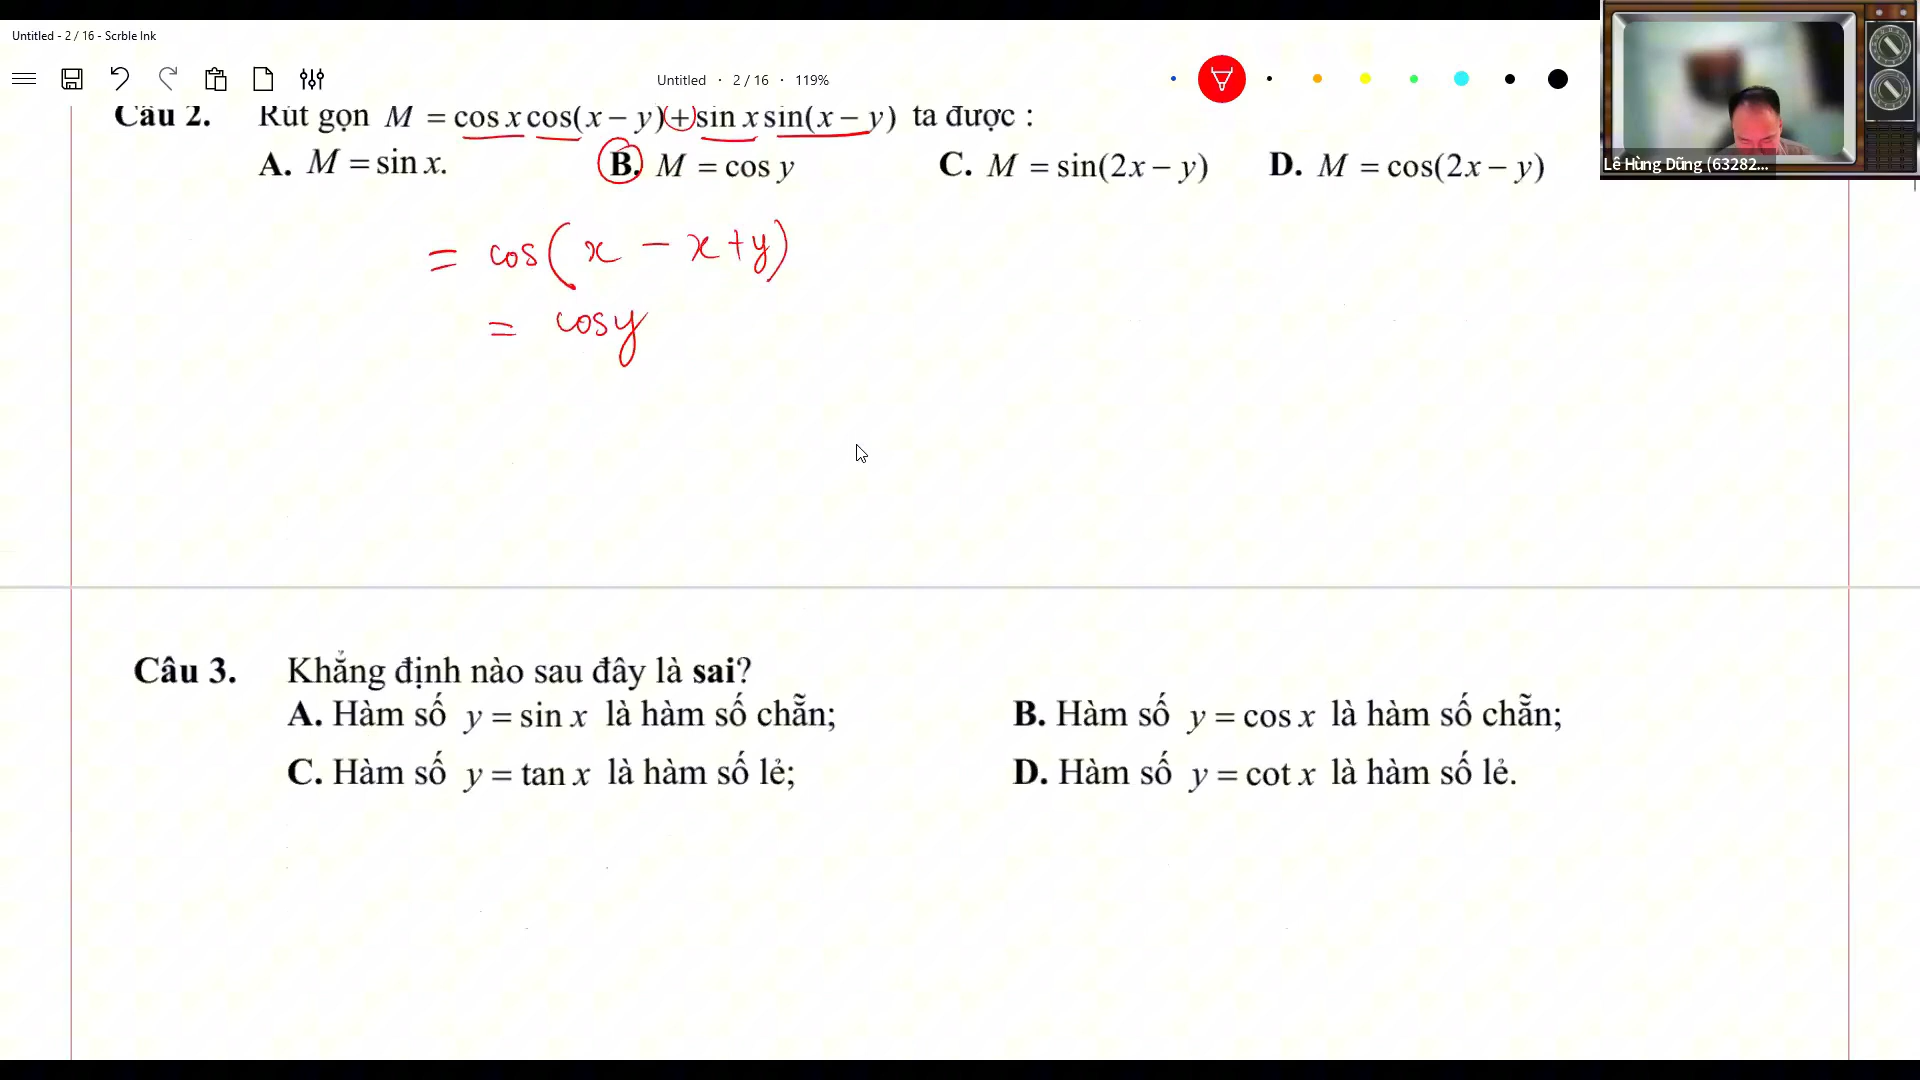 Untitled - 2 / 16 - Scrble Ink
Untitled · 2 / 16 · 119%
Lê Hùng Dũng (63282...
Câu 2. Rút gọn M = cos x cos(x − y) + sin x sin(x − y) ta được :
A. M = sin x. B. M = cos y C. M = sin(2x − y) D. M = cos(2x − y)
= cos(x − x + y)
= cosy
Câu 3. Khẳng định nào sau đây là sai?
A. Hàm số y = sin x là hàm số chẵn; B. Hàm số y = cos x là hàm số chẵn;
C. Hàm số y = tan x là hàm số lẻ; D. Hàm số y = cot x là hàm số lẻ.